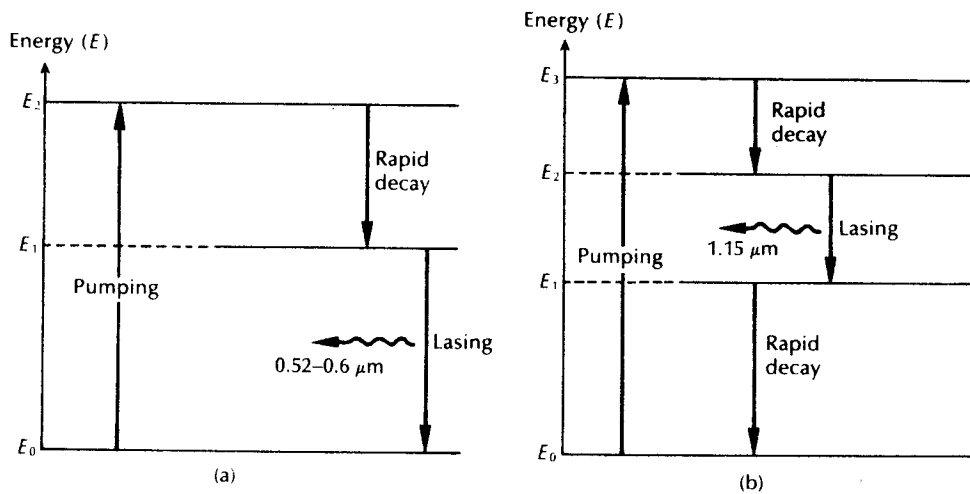 Energy (E)
E2
Rapid
decay
E1
Pumping
Lasing
0.52–0.6 μm
E0
(a)
Energy (E)
E3
Rapid
decay
E2
Lasing
1.15 μm
Pumping
E1
Rapid
decay
E0
(b)